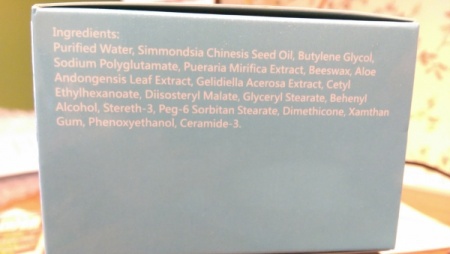 Ingredients:
Purified Water, Simmondsia Chinesis Seed Oil, Butylene Glycol,
Sodium Polyglutamate, Pueraria Mirifica Extract, Beeswax, Aloe
Andongensis Leaf Extract, Gelidiella Acerosa Extract, Cetyl
Ethylhexanoate, Diisosteryl Malate, Glyceryl Stearate, Behenyl
Alcohol, Stereth-3, Peg-6 Sorbitan Stearate, Dimethicone, Xamthan
Gum, Phenoxyethanol, Ceramide-3.